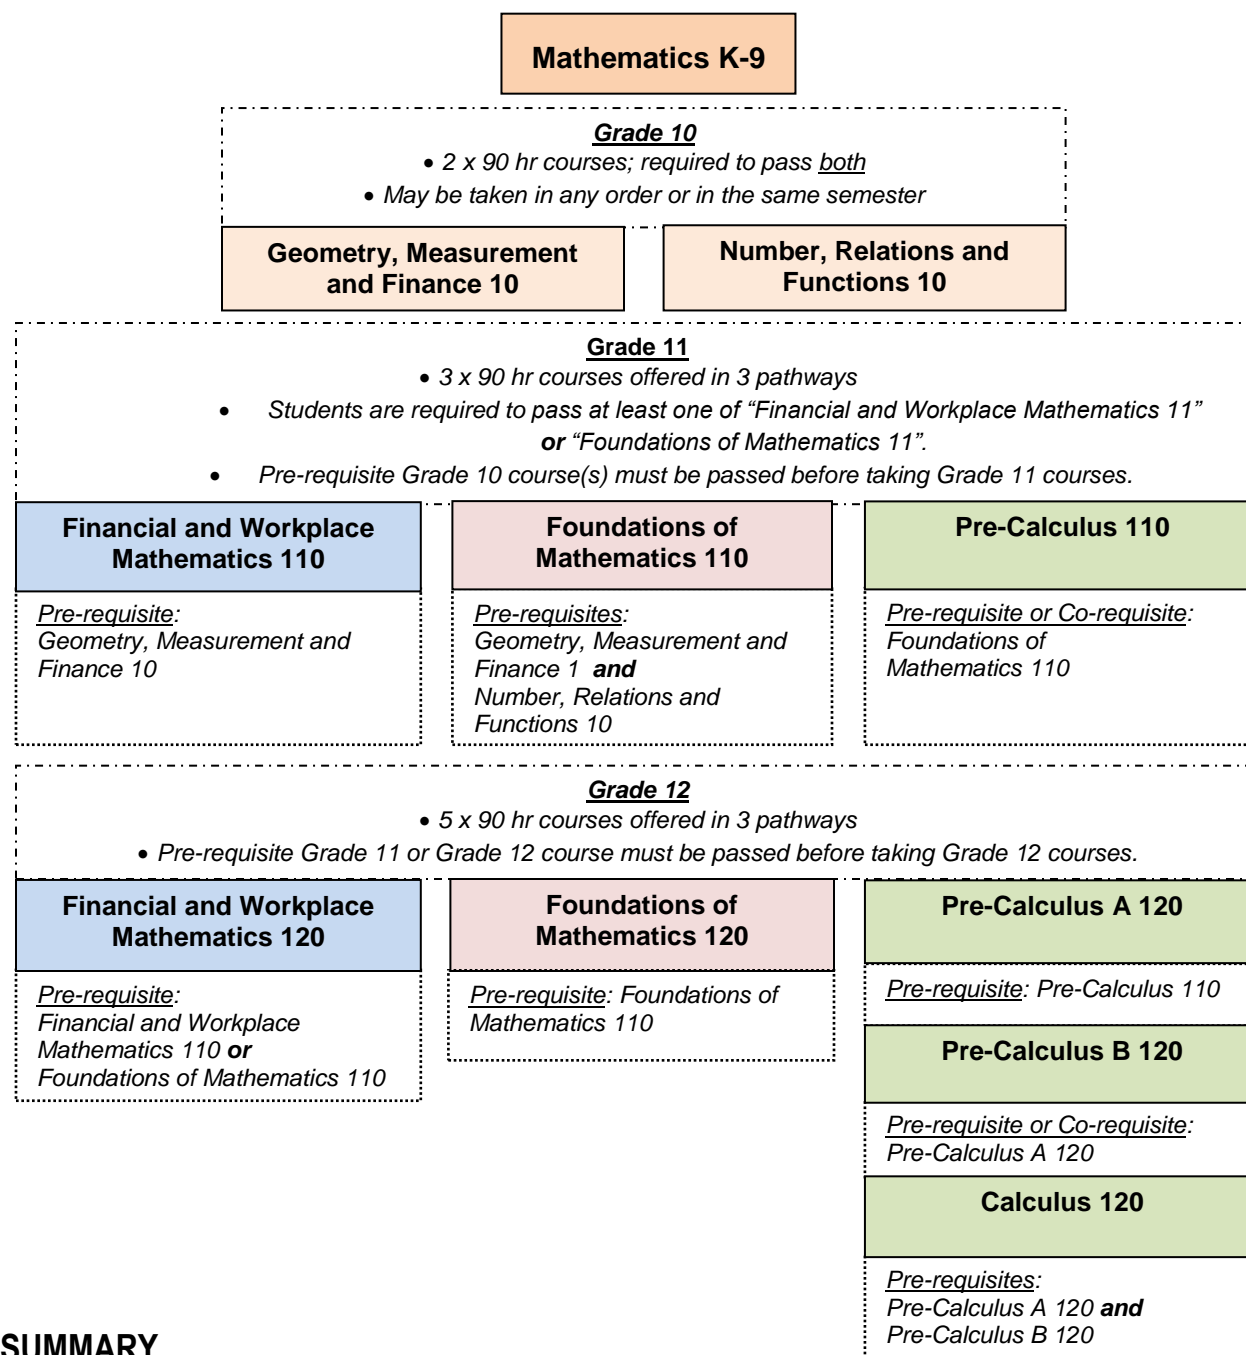 Mathematics K-9
Grade 10
• 2 x 90 hr courses; required to pass both
• May be taken in any order or in the same semester
Geometry, Measurement
and Finance 10
Number, Relations and
Functions 10
Grade 11
• 3 x 90 hr courses offered in 3 pathways
• Students are required to pass at least one of “Financial and Workplace Mathematics 11”
or “Foundations of Mathematics 11”.
• Pre-requisite Grade 10 course(s) must be passed before taking Grade 11 courses.
Financial and Workplace
Mathematics 110
Pre-requisite:
Geometry, Measurement and
Finance 10
Foundations of
Mathematics 110
Pre-requisites:
Geometry, Measurement and
Finance 1 and
Number, Relations and
Functions 10
Pre-Calculus 110
Pre-requisite or Co-requisite:
Foundations of
Mathematics 110
Grade 12
• 5 x 90 hr courses offered in 3 pathways
• Pre-requisite Grade 11 or Grade 12 course must be passed before taking Grade 12 courses.
Financial and Workplace
Mathematics 120
Pre-requisite:
Financial and Workplace
Mathematics 110 or
Foundations of Mathematics 110
Foundations of
Mathematics 120
Pre-requisite: Foundations of
Mathematics 110
Pre-Calculus A 120
Pre-requisite: Pre-Calculus 110
Pre-Calculus B 120
Pre-requisite or Co-requisite:
Pre-Calculus A 120
Calculus 120
Pre-requisites:
Pre-Calculus A 120 and
Pre-Calculus B 120
SUMMARY